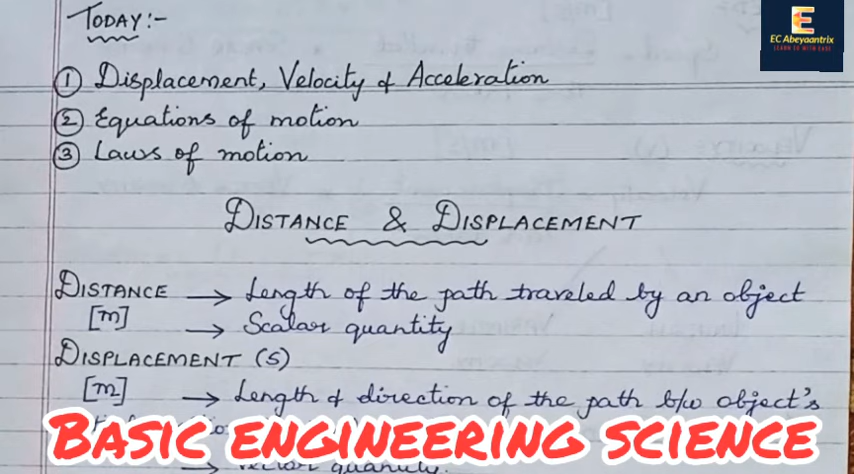 TODAY:-
EC Abeyaantrix
LEARN EC WITH EASE
① Displacement, Velocity & Acceleration
② Equations of motion
③ Laws of motion
DISTANCE & DISPLACEMENT
DISTANCE → Length of the path traveled by an object
[m] → Scalar quantity
DISPLACEMENT (s)
[m] → Length & direction of the path b/w object's
BASIC ENGINEERING SCIENCE
→ Vector quantity.